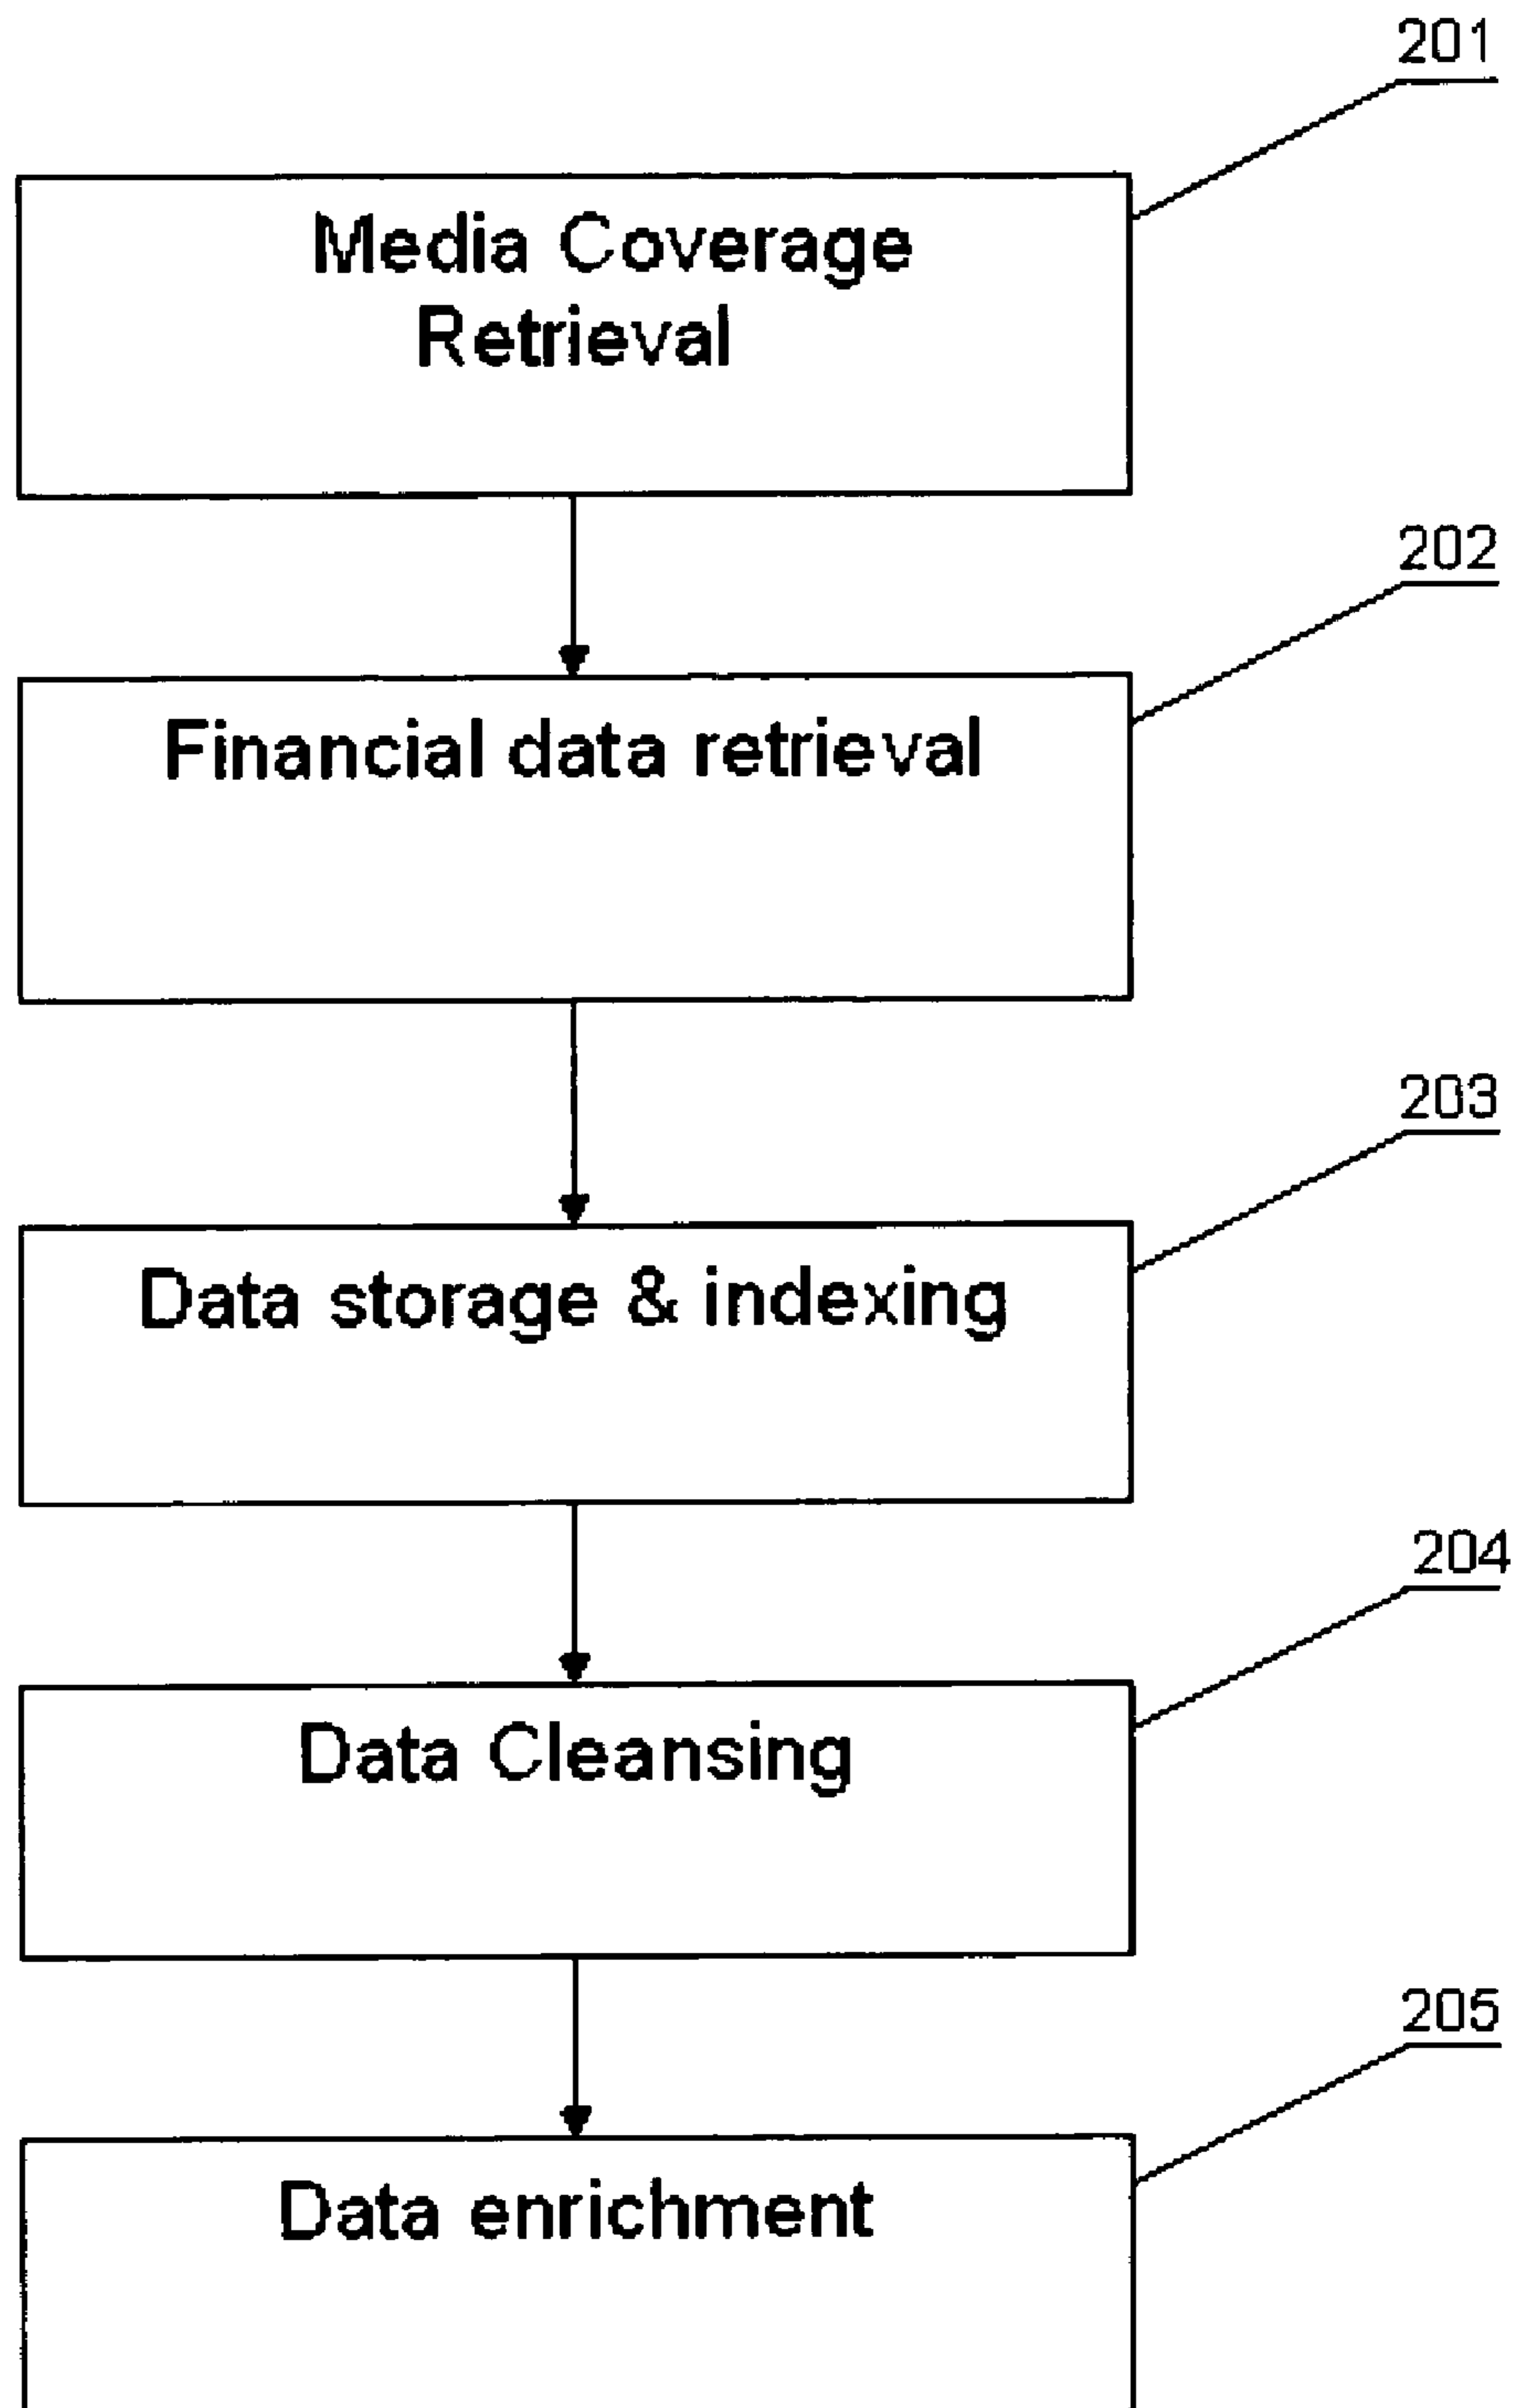 201
Media Coverage
Retrieval
202
Financial data retrieval
203
Data storage & indexing
204
Data Cleansing
205
Data enrichment